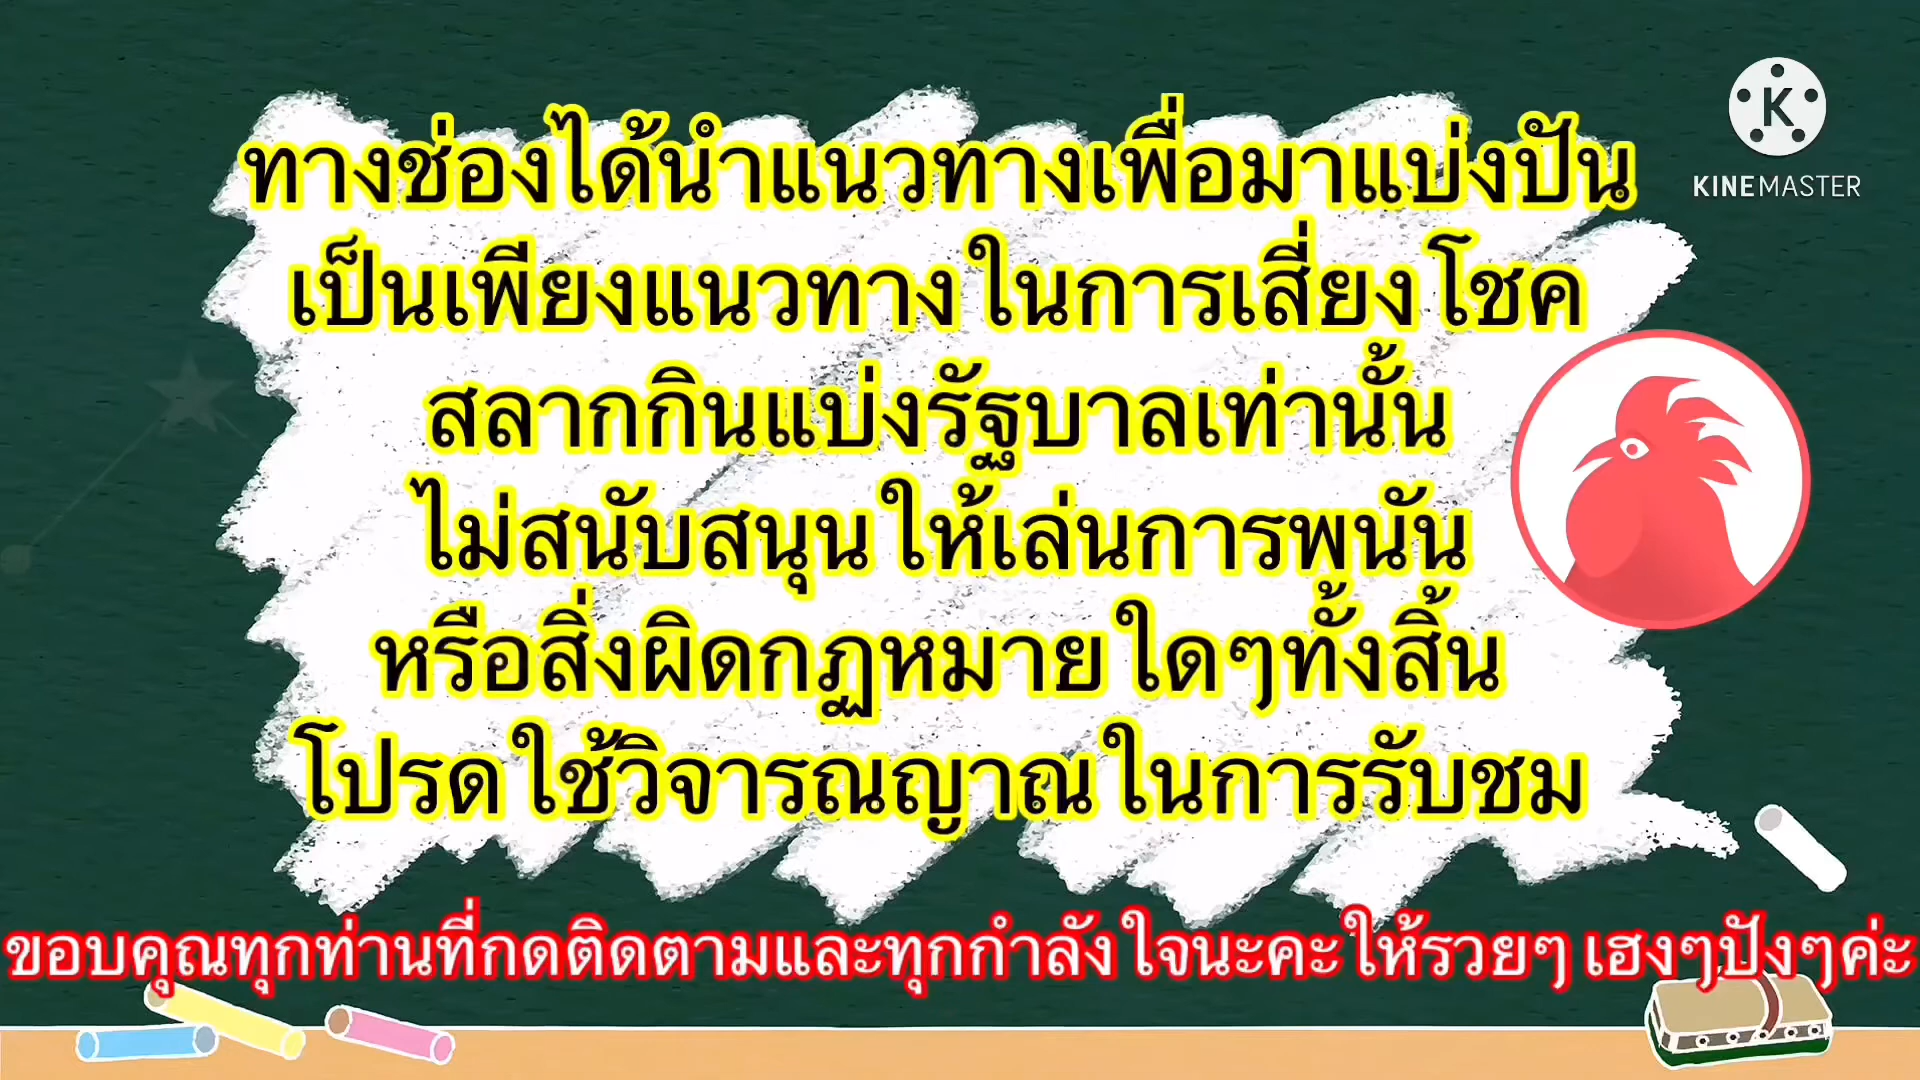 ทางช่องได้นำแนวทางเพื่อมาแบ่งปัน
KINEMASTER
เป็นเพียงแนวทางในการเสี่ยงโชค
สลากกินแบ่งรัฐบาลเท่านั้น
ไม่สนับสนุนให้เล่นการพนัน
หรือสิ่งผิดกฏหมายใดๆทั้งสิ้น
โปรดใช้วิจารณญาณในการรับชม
ขอบคุณทุกท่านที่กดติดตามและทุกกำลังใจนะคะให้รวยๆเฮงๆปังๆค่ะ